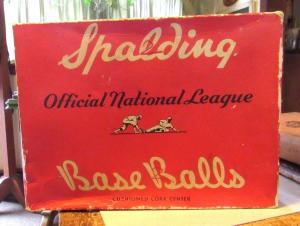 Spalding
Official National League
Base Balls
CUSHIONED CORK CENTER